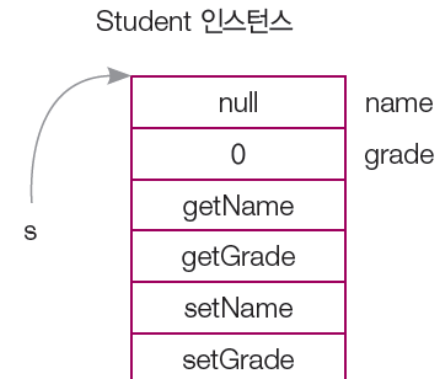 Student 인스턴스
null name
0 grade
s
getName
getGrade
setName
setGrade